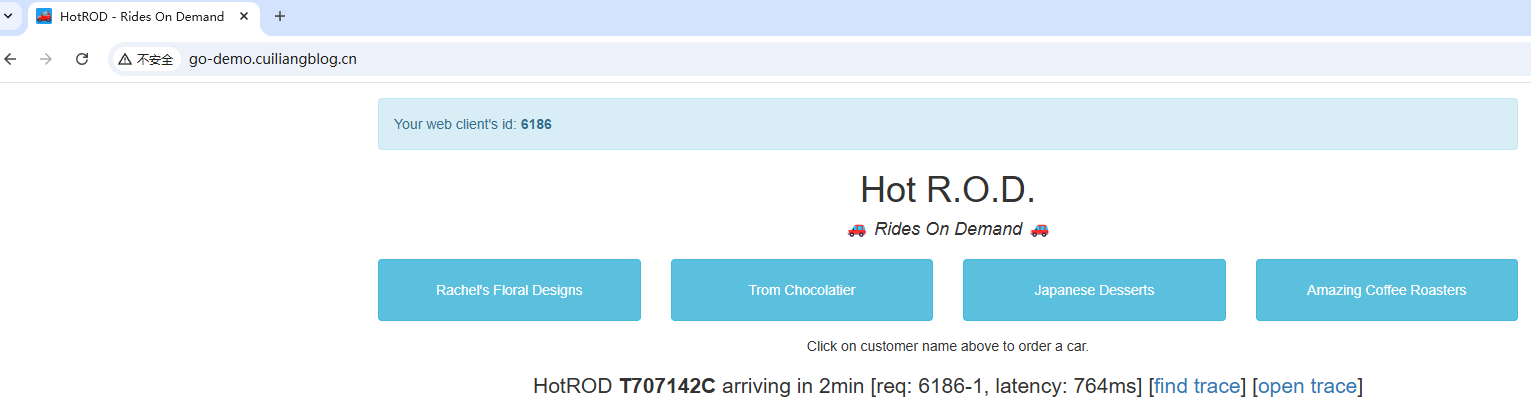 HotROD - Rides On Demand
不安全 go-demo.cuiliangblog.cn
Your web client's id: 6186
Hot R.O.D.
Rides On Demand
Rachel's Floral Designs Trom Chocolatier Japanese Desserts Amazing Coffee Roasters
Click on customer name above to order a car.
HotROD T707142C arriving in 2min [req: 6186-1, latency: 764ms] [find trace] [open trace]